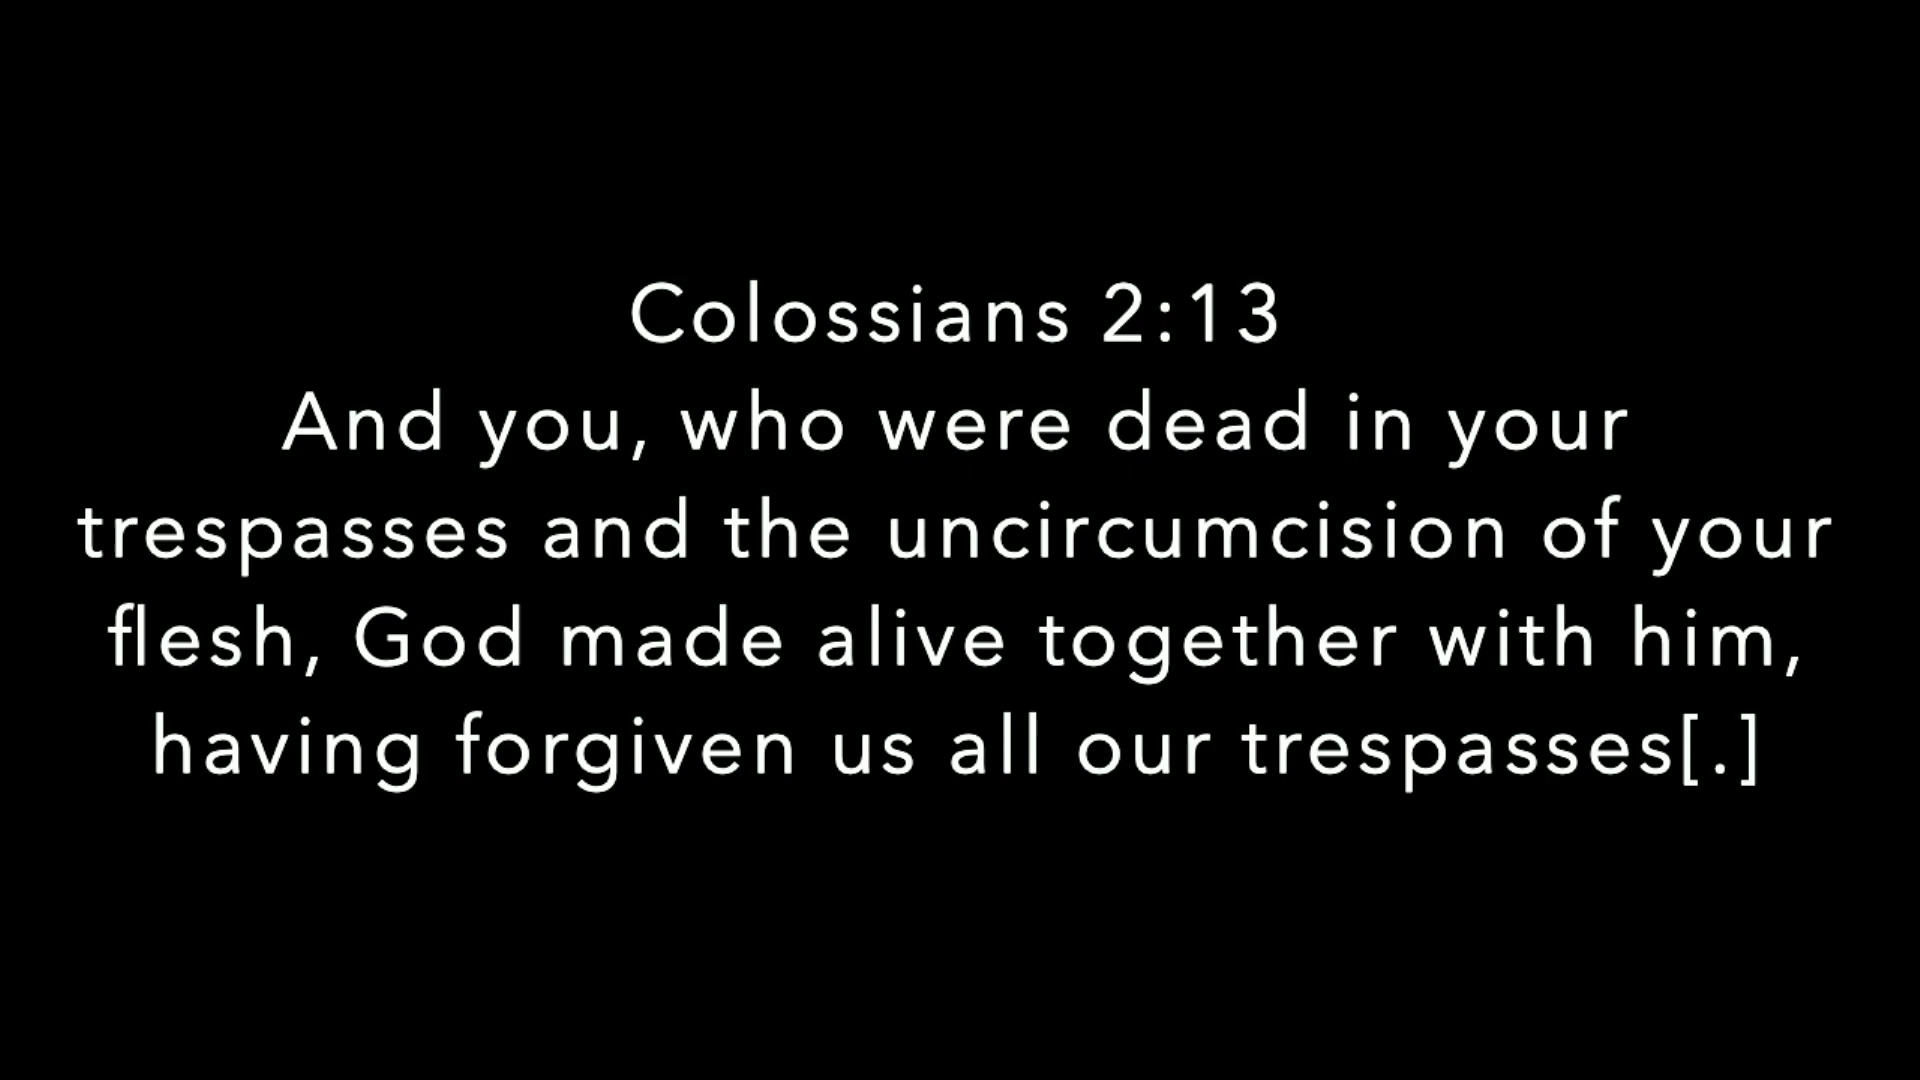 Colossians 2:13
And you, who were dead in your
trespasses and the uncircumcision of your
flesh, God made alive together with him,
having forgiven us all our trespasses[.]